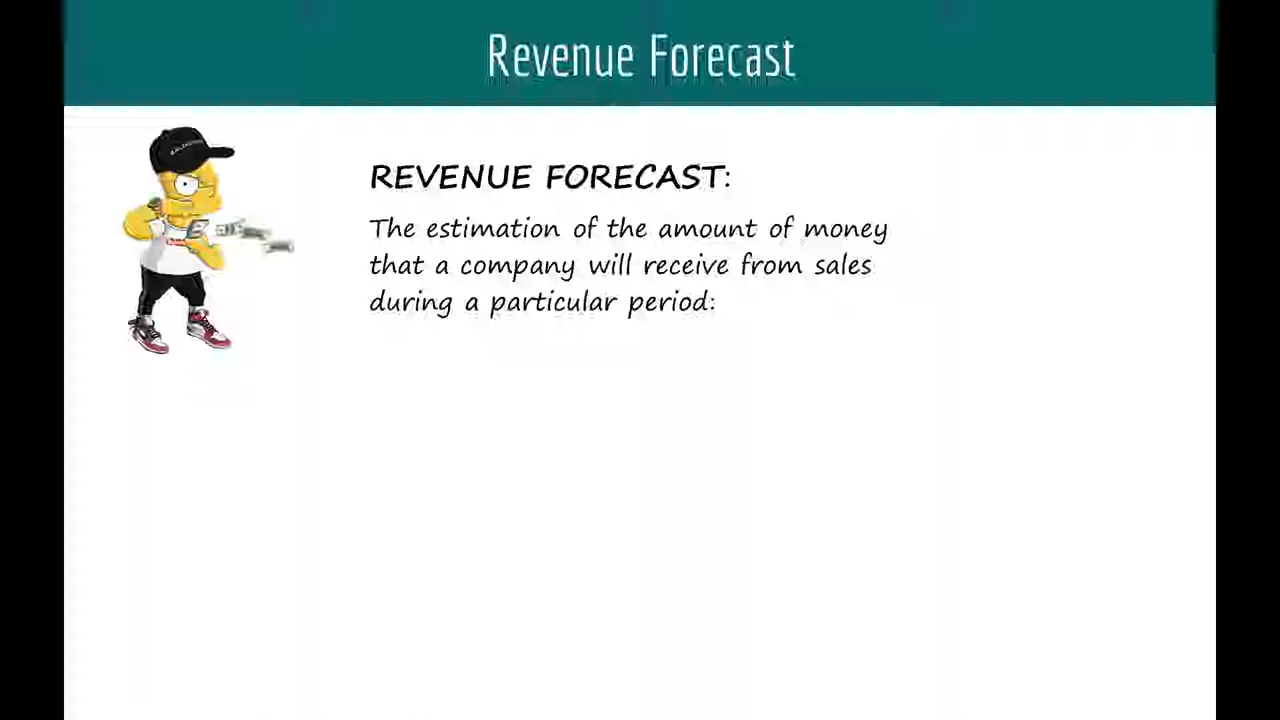 Revenue Forecast
REVENUE FORECAST:
The estimation of the amount of money
that a company will receive from sales
during a particular period: